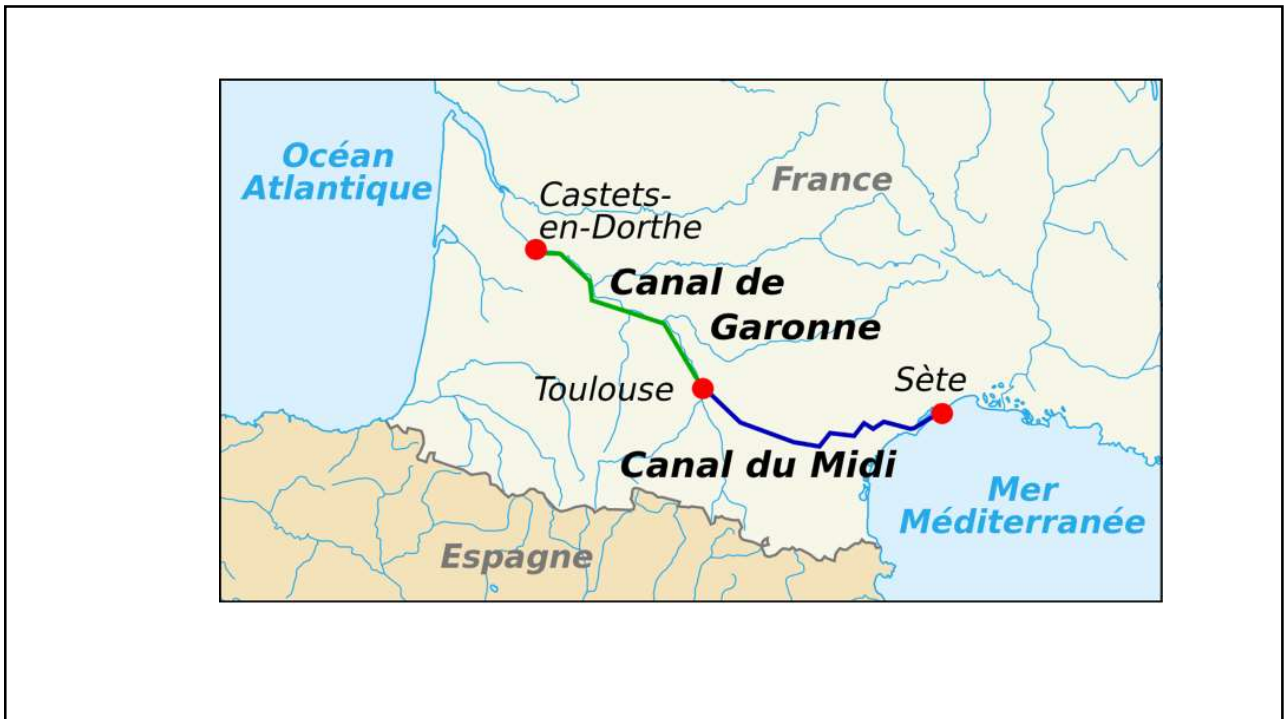 Océan
Atlantique
France
Castets-
en-Dorthe
Canal de
Garonne
Toulouse
Sète
Canal du Midi
Mer
Méditerranée
Espagne